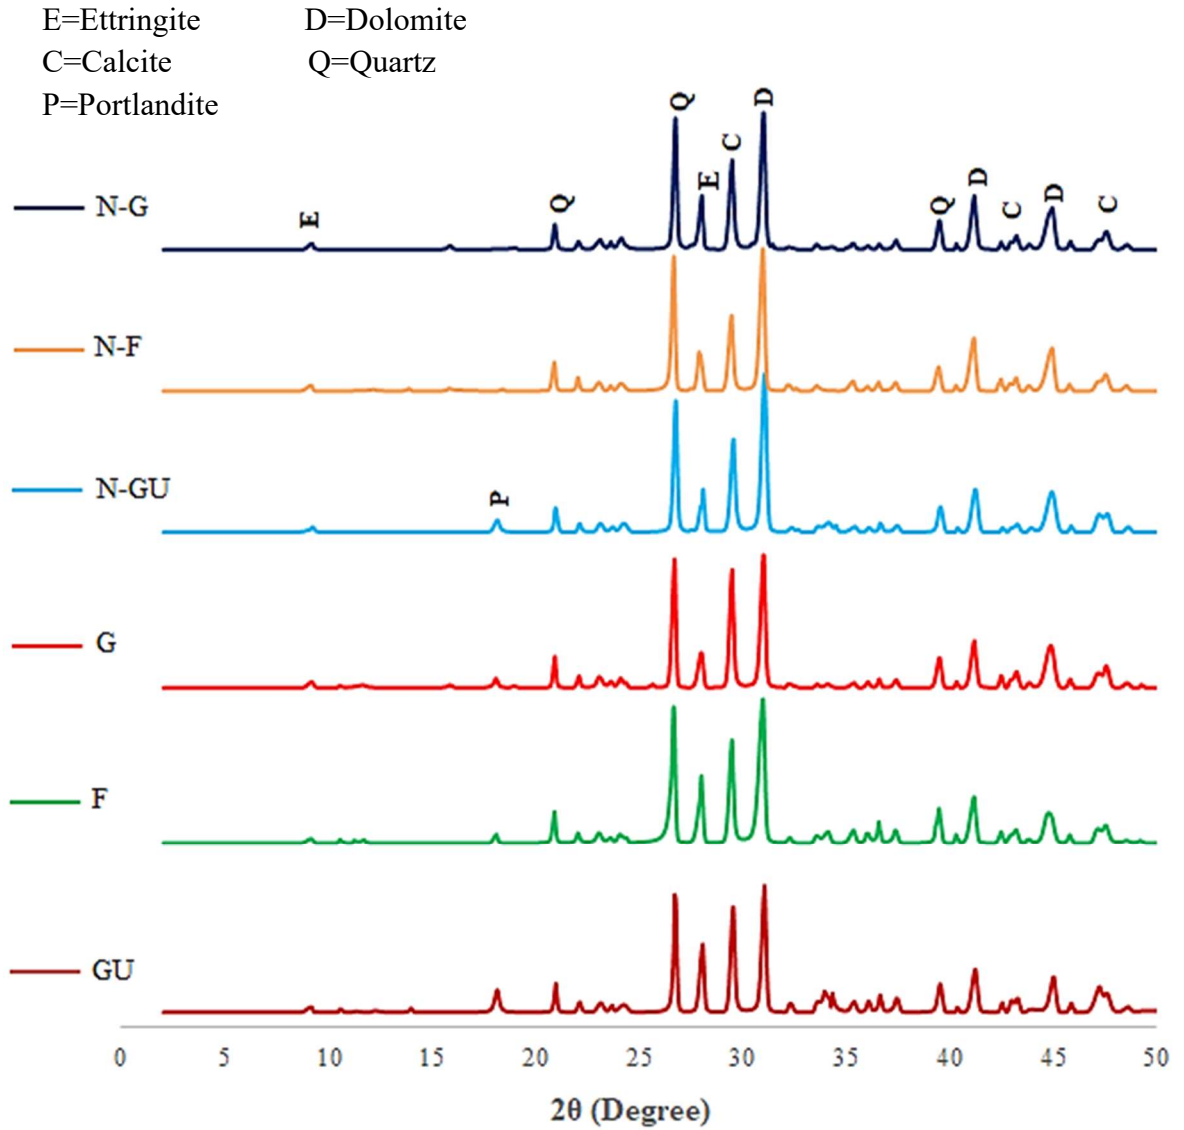 E=Ettringite D=Dolomite
C=Calcite Q=Quartz
P=Portlandite
Q D
C
E
E Q Q D C D C
N-G
N-F
P
N-GU
G
F
GU
0 5 10 15 20 25 30 35 40 45 50
2θ (Degree)